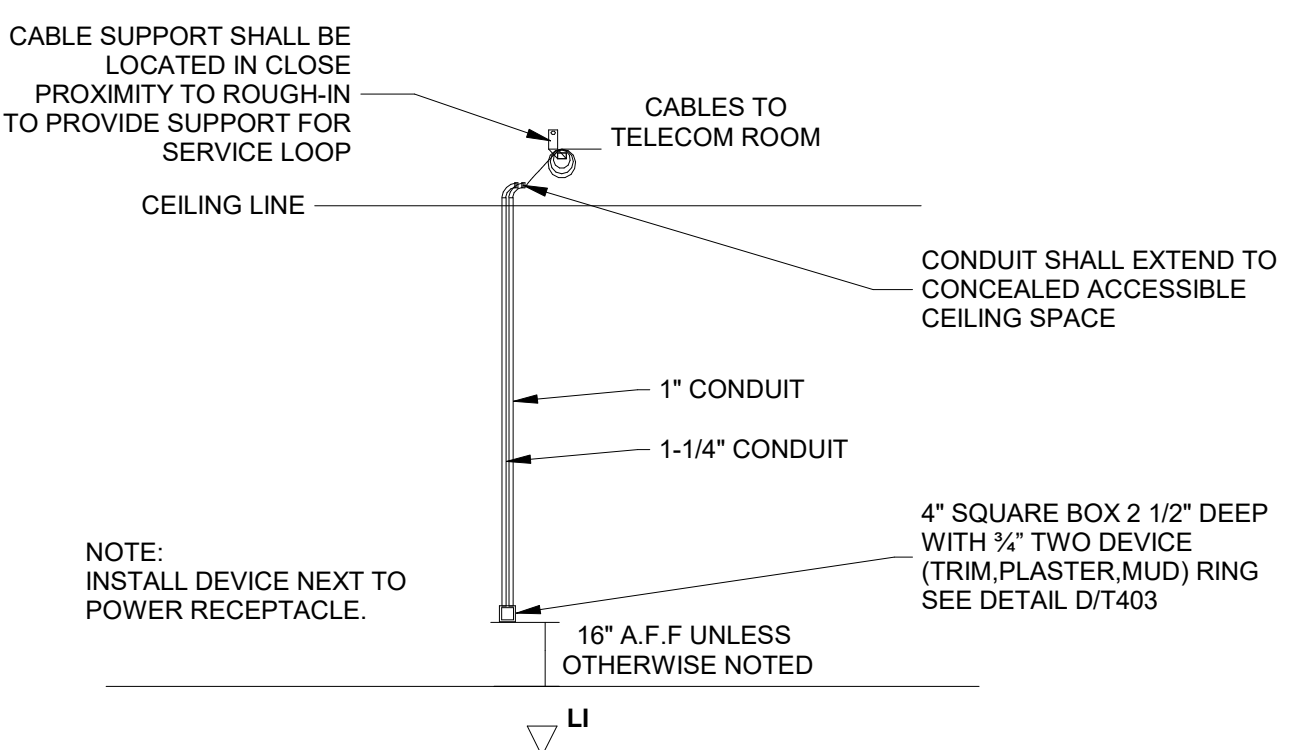 CABLE SUPPORT SHALL BE
LOCATED IN CLOSE
PROXIMITY TO ROUGH-IN
TO PROVIDE SUPPORT FOR
SERVICE LOOP
CABLES TO
TELECOM ROOM
CEILING LINE
CONDUIT SHALL EXTEND TO
CONCEALED ACCESSIBLE
CEILING SPACE
1" CONDUIT
1-1/4" CONDUIT
4" SQUARE BOX 2 1/2" DEEP
WITH ¾” TWO DEVICE
(TRIM,PLASTER,MUD) RING
SEE DETAIL D/T403
NOTE:
INSTALL DEVICE NEXT TO
POWER RECEPTACLE.
16" A.F.F UNLESS
OTHERWISE NOTED
LI